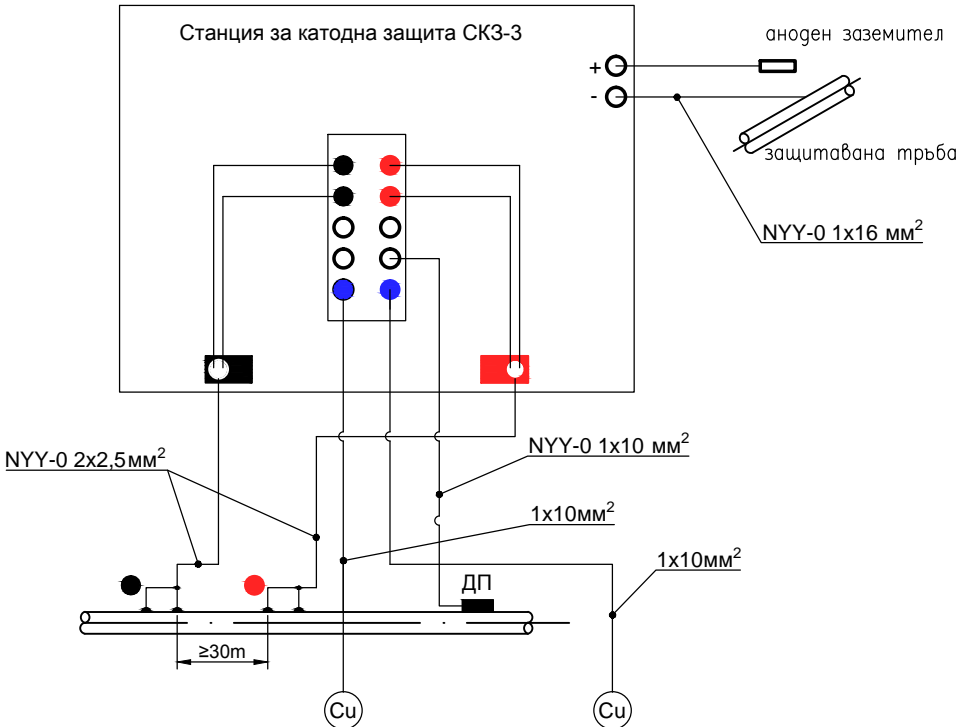 Станция за катодна защита СКЗ-3
аноден заземител
+
-
защитавана тръба
NYY-0 1x16 мм²
NYY-0 2x2,5мм²
NYY-0 1x10 мм²
1x10мм²
1x10мм²
ДП
≥30m
Cu
Cu